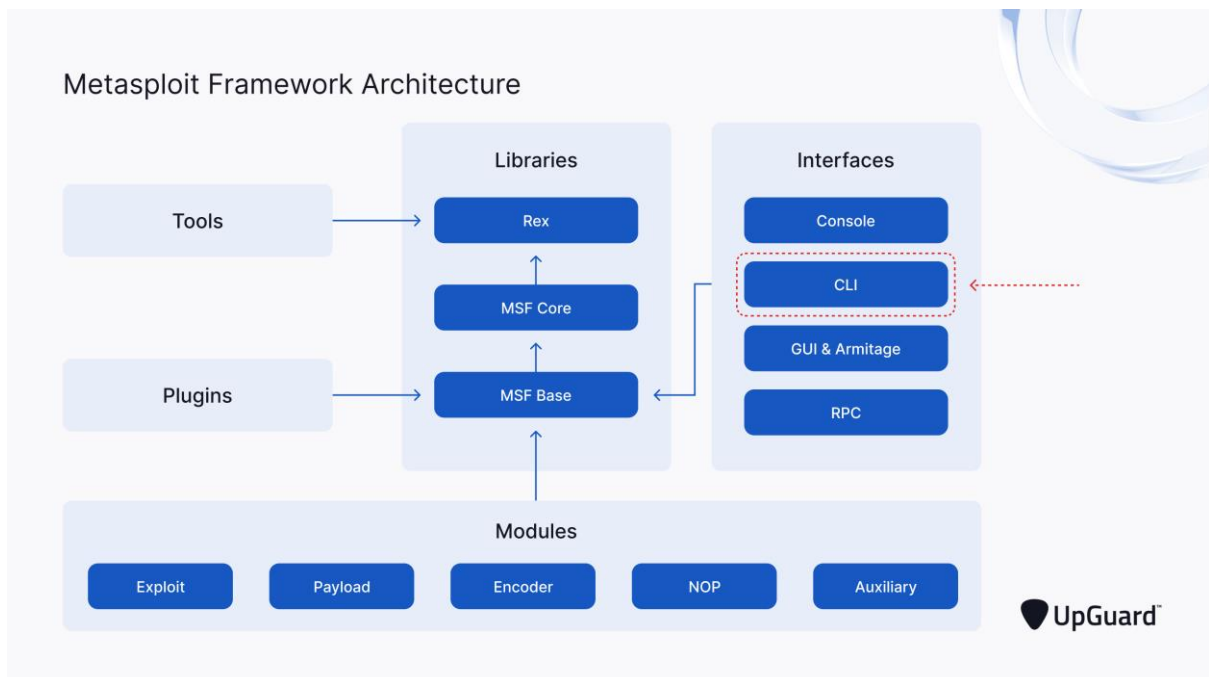 Metasploit Framework Architecture
Libraries
Interfaces
Tools
Rex
Console
CLI
MSF Core
GUI & Armitage
Plugins
MSF Base
RPC
Modules
Exploit
Payload
Encoder
NOP
Auxiliary
UpGuard™